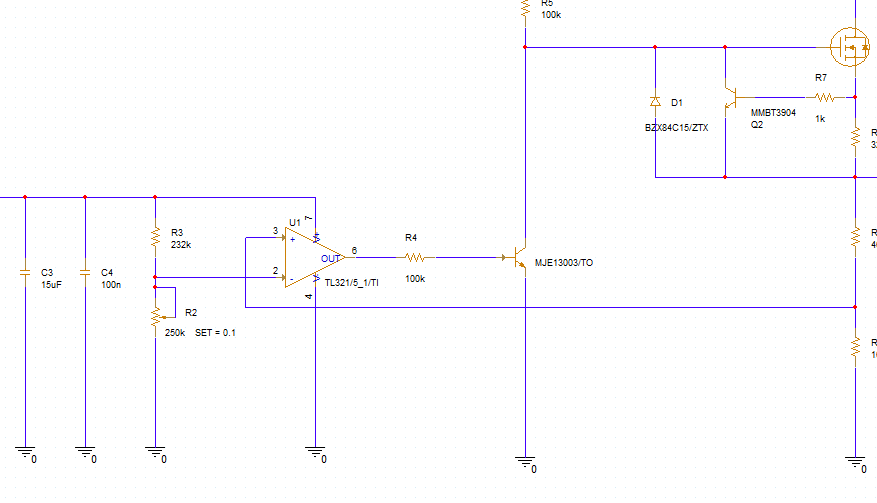 R5
100k
R7
1k
D1
BZX84C15/ZTX
MMBT3904
Q2
R
3
R3
232k
U1
7
3
+
V+
OUT
6
R4
100k
MJE13003/TO
R
4
C3
15uF
C4
100n
2
-
V-
TL321/5_1/TI
4
R2
250k SET = 0.1
R
1
0
0
0
0
0
0